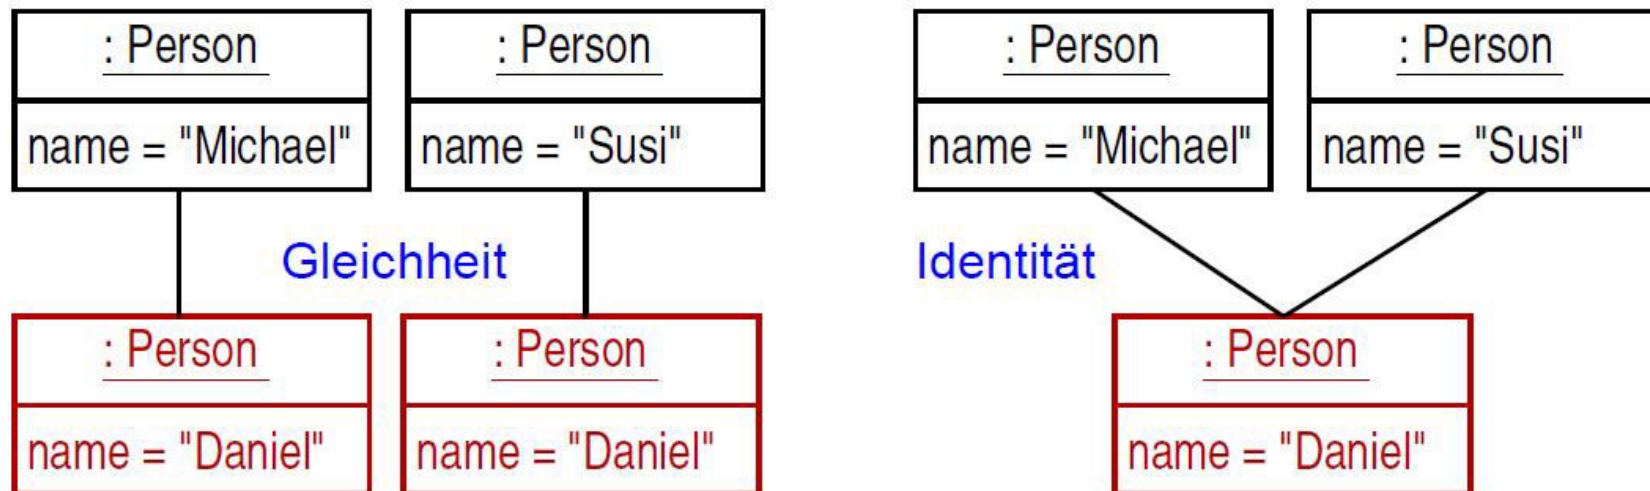 : Person
name = "Michael"
: Person
name = "Susi"
Gleichheit
: Person
name = "Daniel"
: Person
name = "Daniel"
: Person
name = "Michael"
: Person
name = "Susi"
Identität
: Person
name = "Daniel"